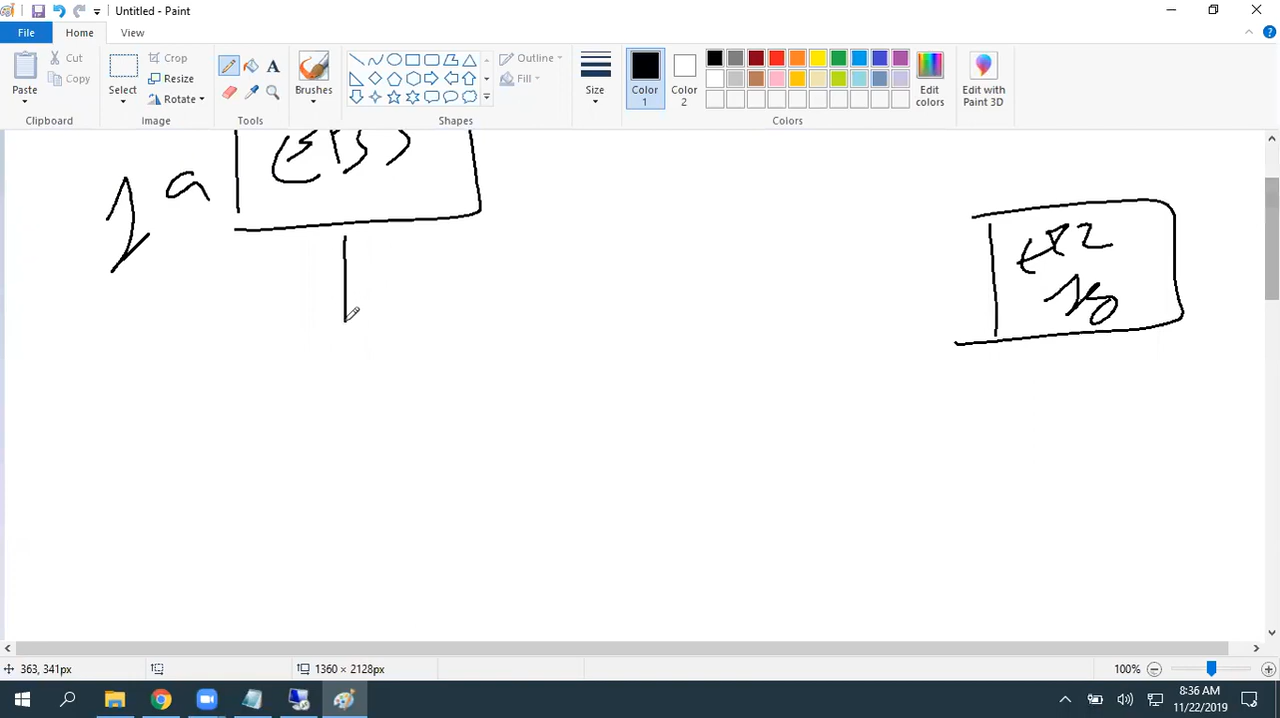 Untitled - Paint
File
Home
View
Paste
Cut
Copy
Select
Crop
Resize
Rotate
Brushes
Outline
Fill
Size
Color 1
Color 2
Edit colors
Edit with Paint 3D
Clipboard
Image
Tools
Shapes
Colors
363, 341px
1360 × 2128px
100%
8:36 AM
11/22/2019